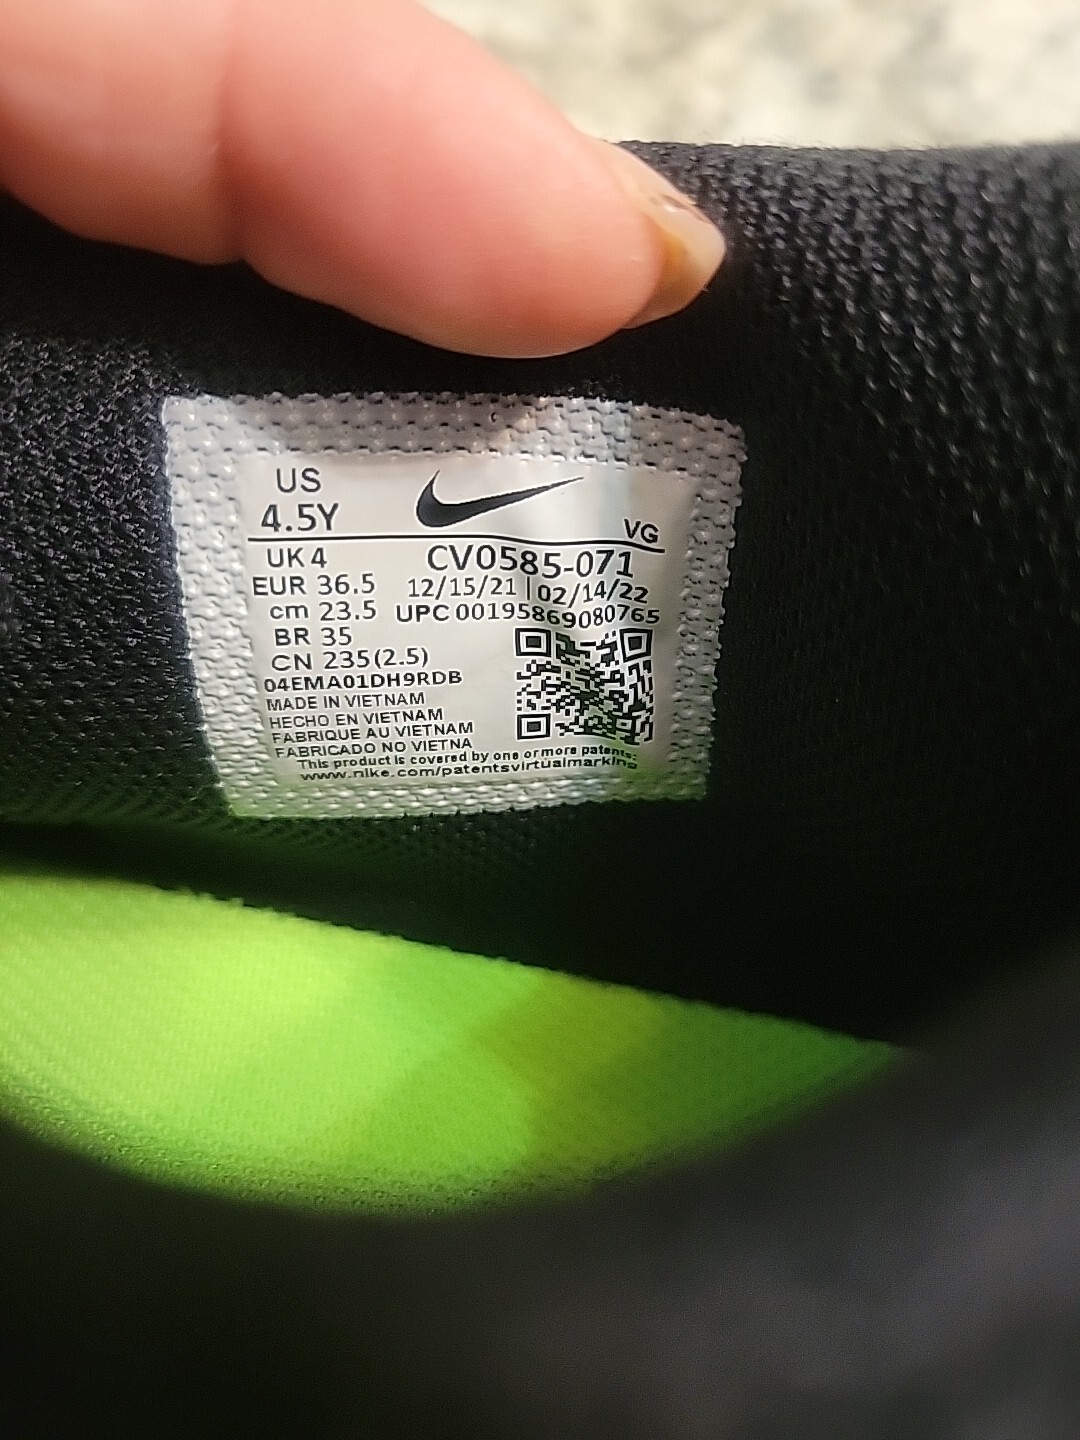 US
4.5Y
VG
UK 4
CV0585-071
EUR 36.5
12/15/21 | 02/14/22
cm 23.5
UPC 00195869080765
BR 35
CN 235(2.5)
04EMA01DH9RDB
MADE IN VIETNAM
HECHO EN VIETNAM
FABRIQUE AU VIETNAM
FABRICADO NO VIETNA
This product is covered by one or more patents:
www.nike.com/patentsvirtualmarking